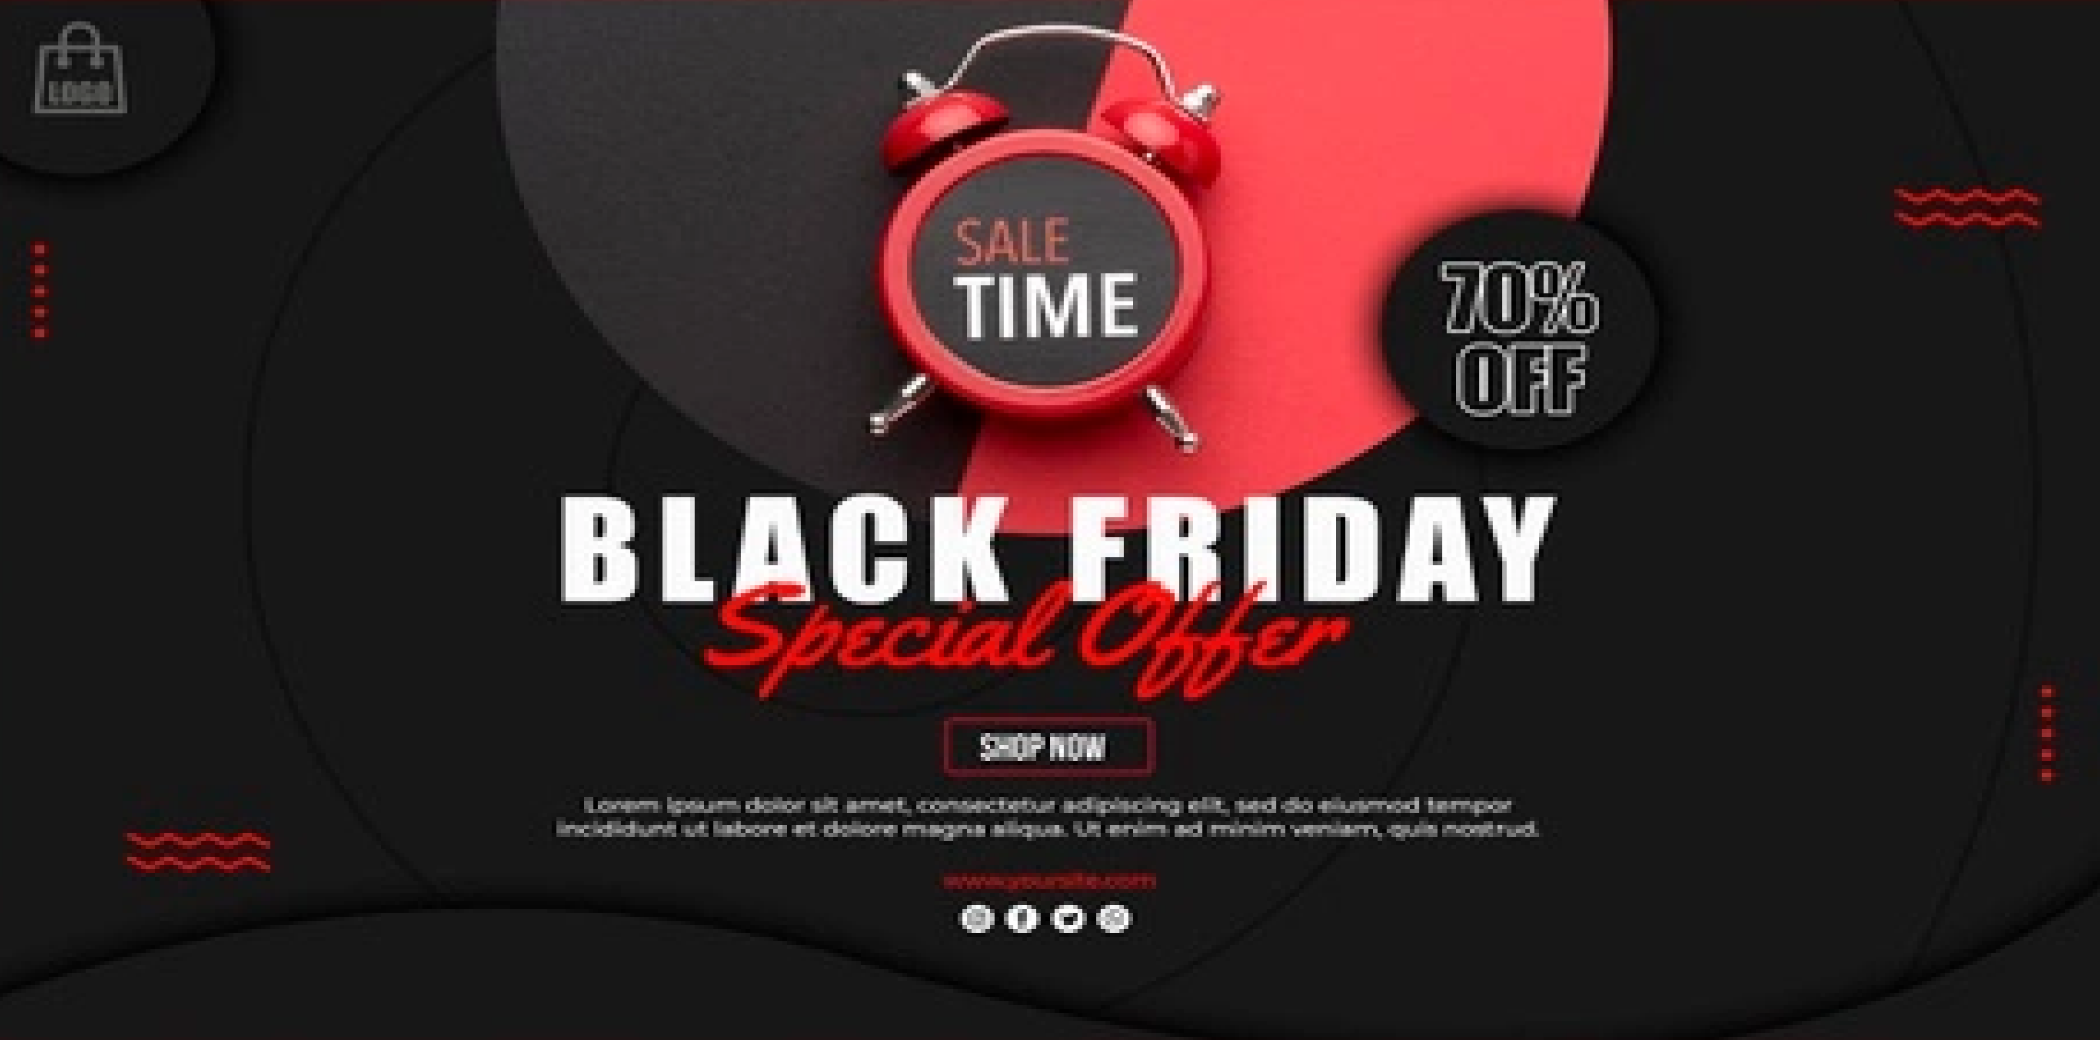 LOGO
SALE
TIME
70%
OFF
BLACK FRIDAY
Special Offer
SHOP NOW
Lorem ipsum dolor sit amet, consectetur adipiscing elit, sed do eiusmod tempor
incididunt ut labore et dolore magna aliqua. Ut enim ad minim veniam, quis nostrud.
www.yoursite.com